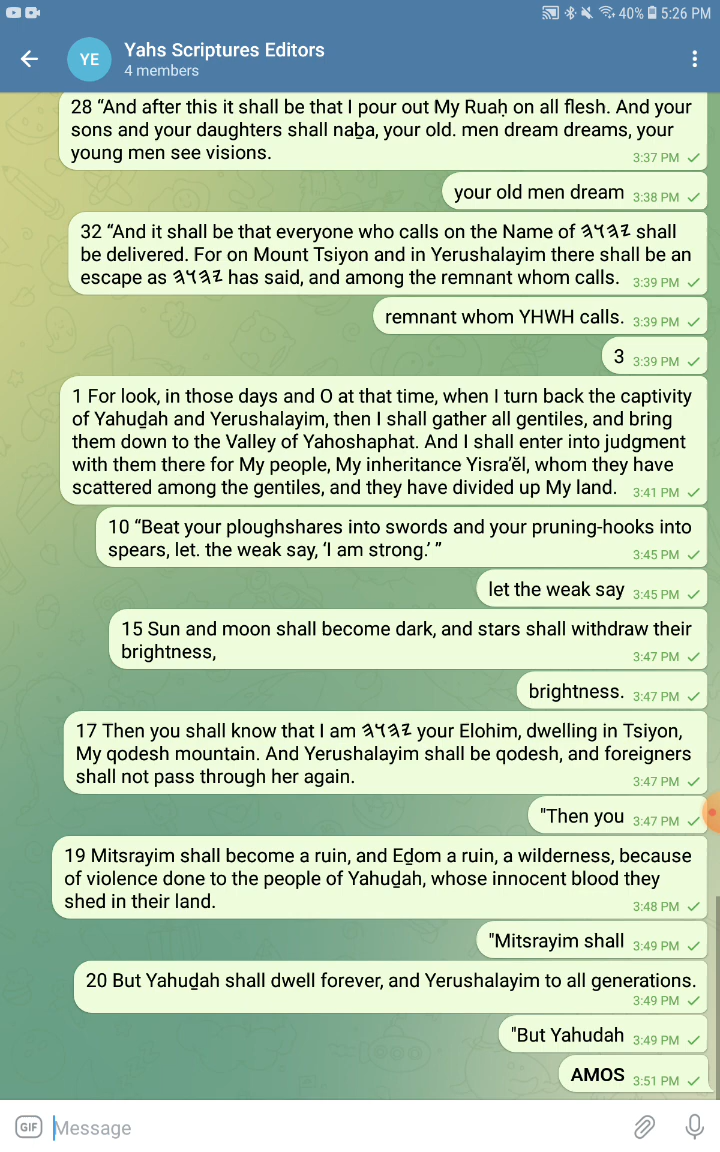 40% 5:26 PM
YE
Yahs Scriptures Editors
4 members
28 “And after this it shall be that I pour out My Ruaḥ on all flesh. And your
sons and your daughters shall naḇa, your old. men dream dreams, your
young men see visions. 3:37 PM
your old men dream 3:38 PM
32 “And it shall be that everyone who calls on the Name of 𐤉𐤄𐤅𐤄 shall
be delivered. For on Mount Tsiyon and in Yerushalayim there shall be an
escape as 𐤉𐤄𐤅𐤄 has said, and among the remnant whom calls. 3:39 PM
remnant whom YHWH calls. 3:39 PM
3 3:39 PM
1 For look, in those days and O at that time, when I turn back the captivity
of Yahuḏah and Yerushalayim, then I shall gather all gentiles, and bring
them down to the Valley of Yahoshaphat. And I shall enter into judgment
with them there for My people, My inheritance Yisra’ĕl, whom they have
scattered among the gentiles, and they have divided up My land. 3:41 PM
10 “Beat your ploughshares into swords and your pruning-hooks into
spears, let. the weak say, ‘I am strong.’ ” 3:45 PM
let the weak say 3:45 PM
15 Sun and moon shall become dark, and stars shall withdraw their
brightness, 3:47 PM
brightness. 3:47 PM
17 Then you shall know that I am 𐤉𐤄𐤅𐤄 your Elohim, dwelling in Tsiyon,
My qodesh mountain. And Yerushalayim shall be qodesh, and foreigners
shall not pass through her again. 3:47 PM
"Then you 3:47 PM
19 Mitsrayim shall become a ruin, and Eḏom a ruin, a wilderness, because
of violence done to the people of Yahuḏah, whose innocent blood they
shed in their land. 3:48 PM
"Mitsrayim shall 3:49 PM
20 But Yahuḏah shall dwell forever, and Yerushalayim to all generations.
3:49 PM
"But Yahudah 3:49 PM
AMOS 3:51 PM
GIF Message